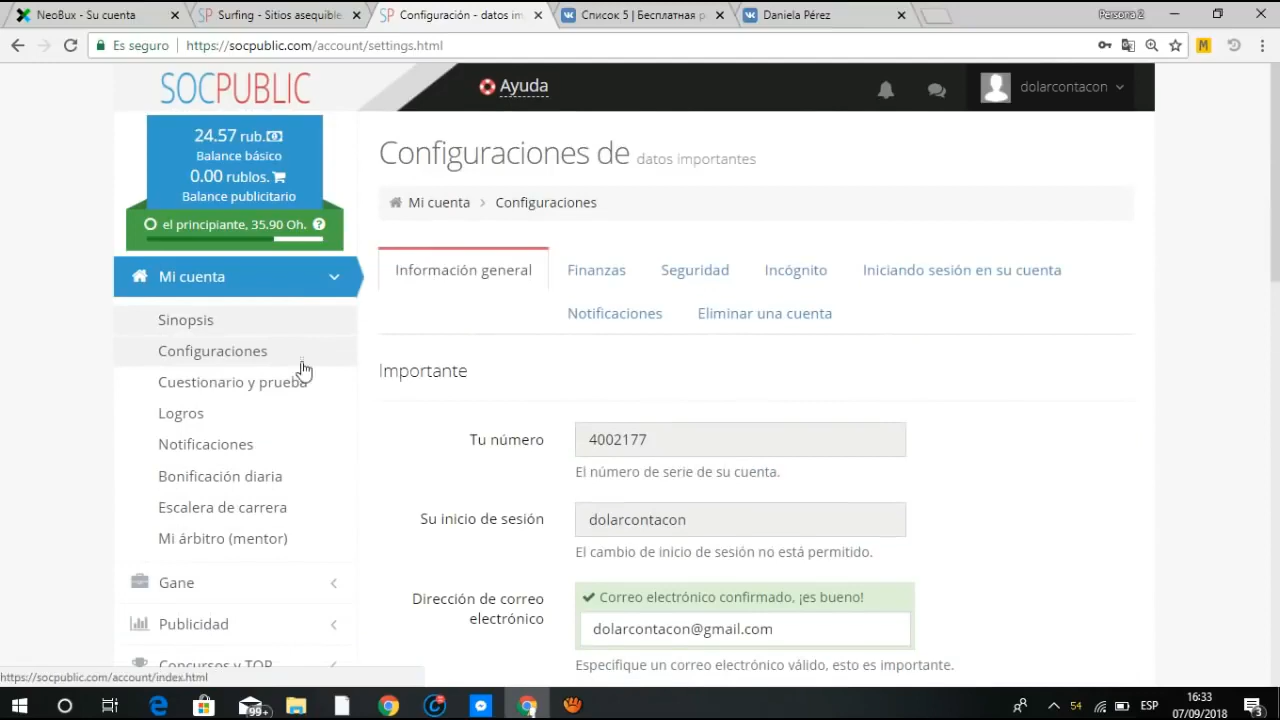 NeoBux - Su cuenta
Surfing - Sitios asequible
Configuración - datos im
Список 5 | Бесплатная р
Daniela Pérez
Persona 2
Es seguro
https://socpublic.com/account/settings.html
SOCPUBLIC
Ayuda
dolarcontacon
24.57 rub.
Balance básico
0.00 rublos.
Balance publicitario
el principiante, 35.90 Oh.
Mi cuenta
Sinopsis
Configuraciones
Cuestionario y prueba
Logros
Notificaciones
Bonificación diaria
Escalera de carrera
Mi árbitro (mentor)
Gane
Publicidad
Concursos y TOP
Configuraciones de datos importantes
Mi cuenta > Configuraciones
Información general
Finanzas
Seguridad
Incógnito
Iniciando sesión en su cuenta
Notificaciones
Eliminar una cuenta
Importante
Tu número
4002177
El número de serie de su cuenta.
Su inicio de sesión
dolarcontacon
El cambio de inicio de sesión no está permitido.
Dirección de correo
electrónico
Correo electrónico confirmado, ¡es bueno!
dolarcontacon@gmail.com
Especifique un correo electrónico válido, esto es importante.
https://socpublic.com/account/index.html
99+
54
ESP
16:33
07/09/2018
3